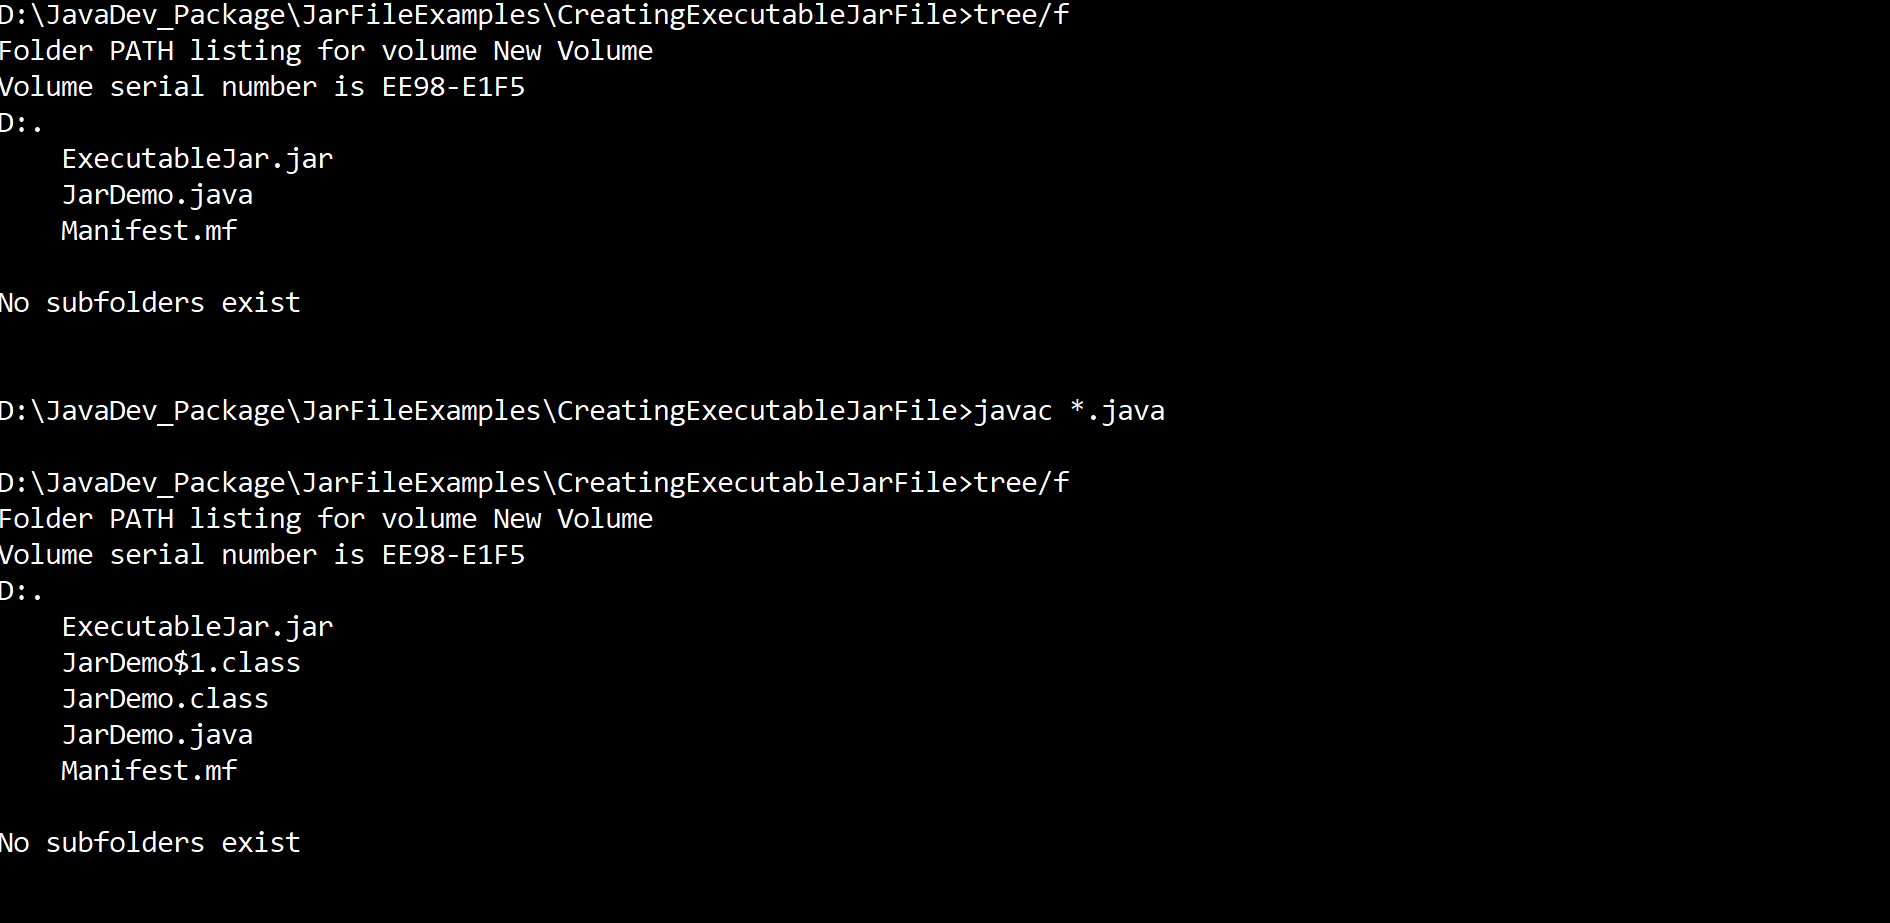 D:\JavaDev_Package\JarFileExamples\CreatingExecutableJarFile>tree/f
Folder PATH listing for volume New Volume
Volume serial number is EE98-E1F5
D:.
ExecutableJar.jar
JarDemo.java
Manifest.mf
No subfolders exist
D:\JavaDev_Package\JarFileExamples\CreatingExecutableJarFile>javac *.java
D:\JavaDev_Package\JarFileExamples\CreatingExecutableJarFile>tree/f
Folder PATH listing for volume New Volume
Volume serial number is EE98-E1F5
D:.
ExecutableJar.jar
JarDemo$1.class
JarDemo.class
JarDemo.java
Manifest.mf
No subfolders exist